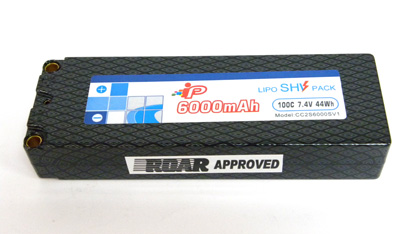 iP
LIPO SHV PACK
6000mAh
100C 7.4V 44Wh
Model CC2S6000SV1
ROAR APPROVED